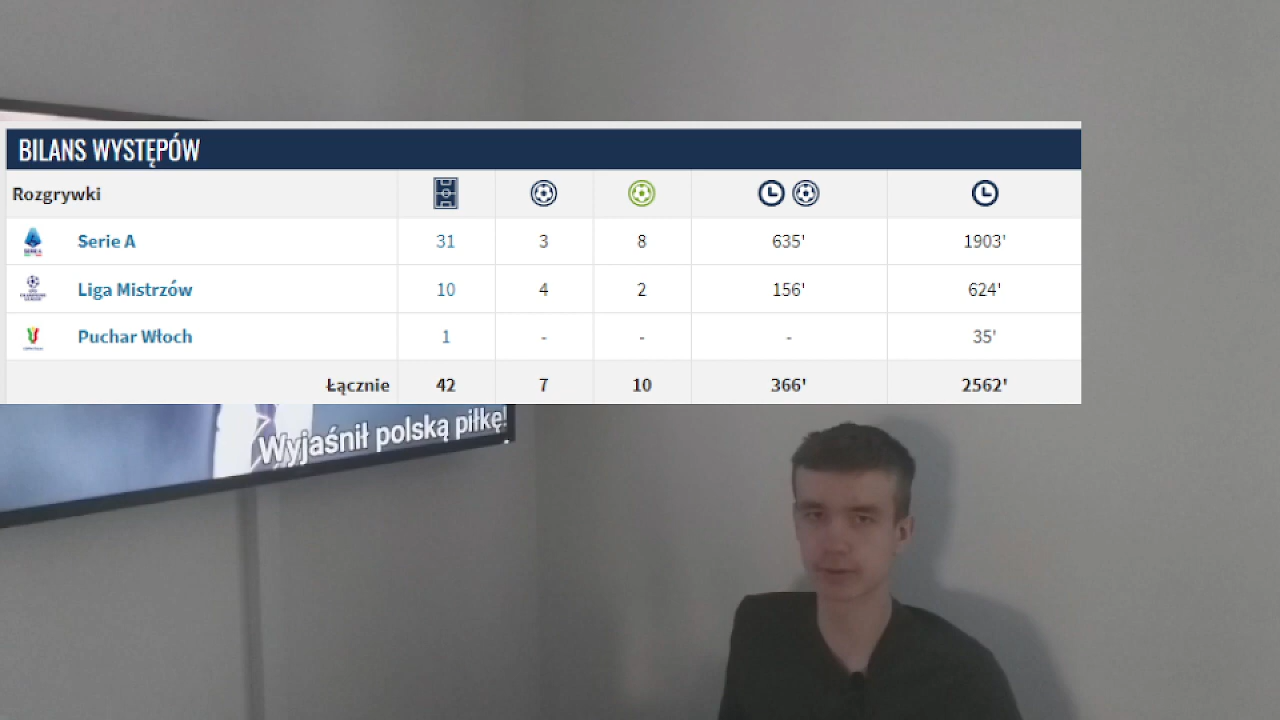 BILANS WYSTĘPÓW
Rozgrywki
Serie A 31 3 8 635' 1903'
Liga Mistrzów 10 4 2 156' 624'
Puchar Włoch 1 - - - 35'
Łącznie 42 7 10 366' 2562'
Wyjaśnił polską piłkę!